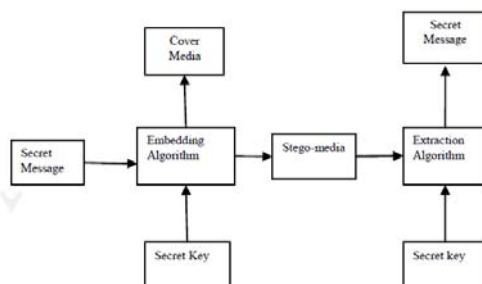 Cover
Media
Secret
Message
Secret
Message
Embedding
Algorithm
Stego-media
Extraction
Algorithm
Secret Key
Secret key